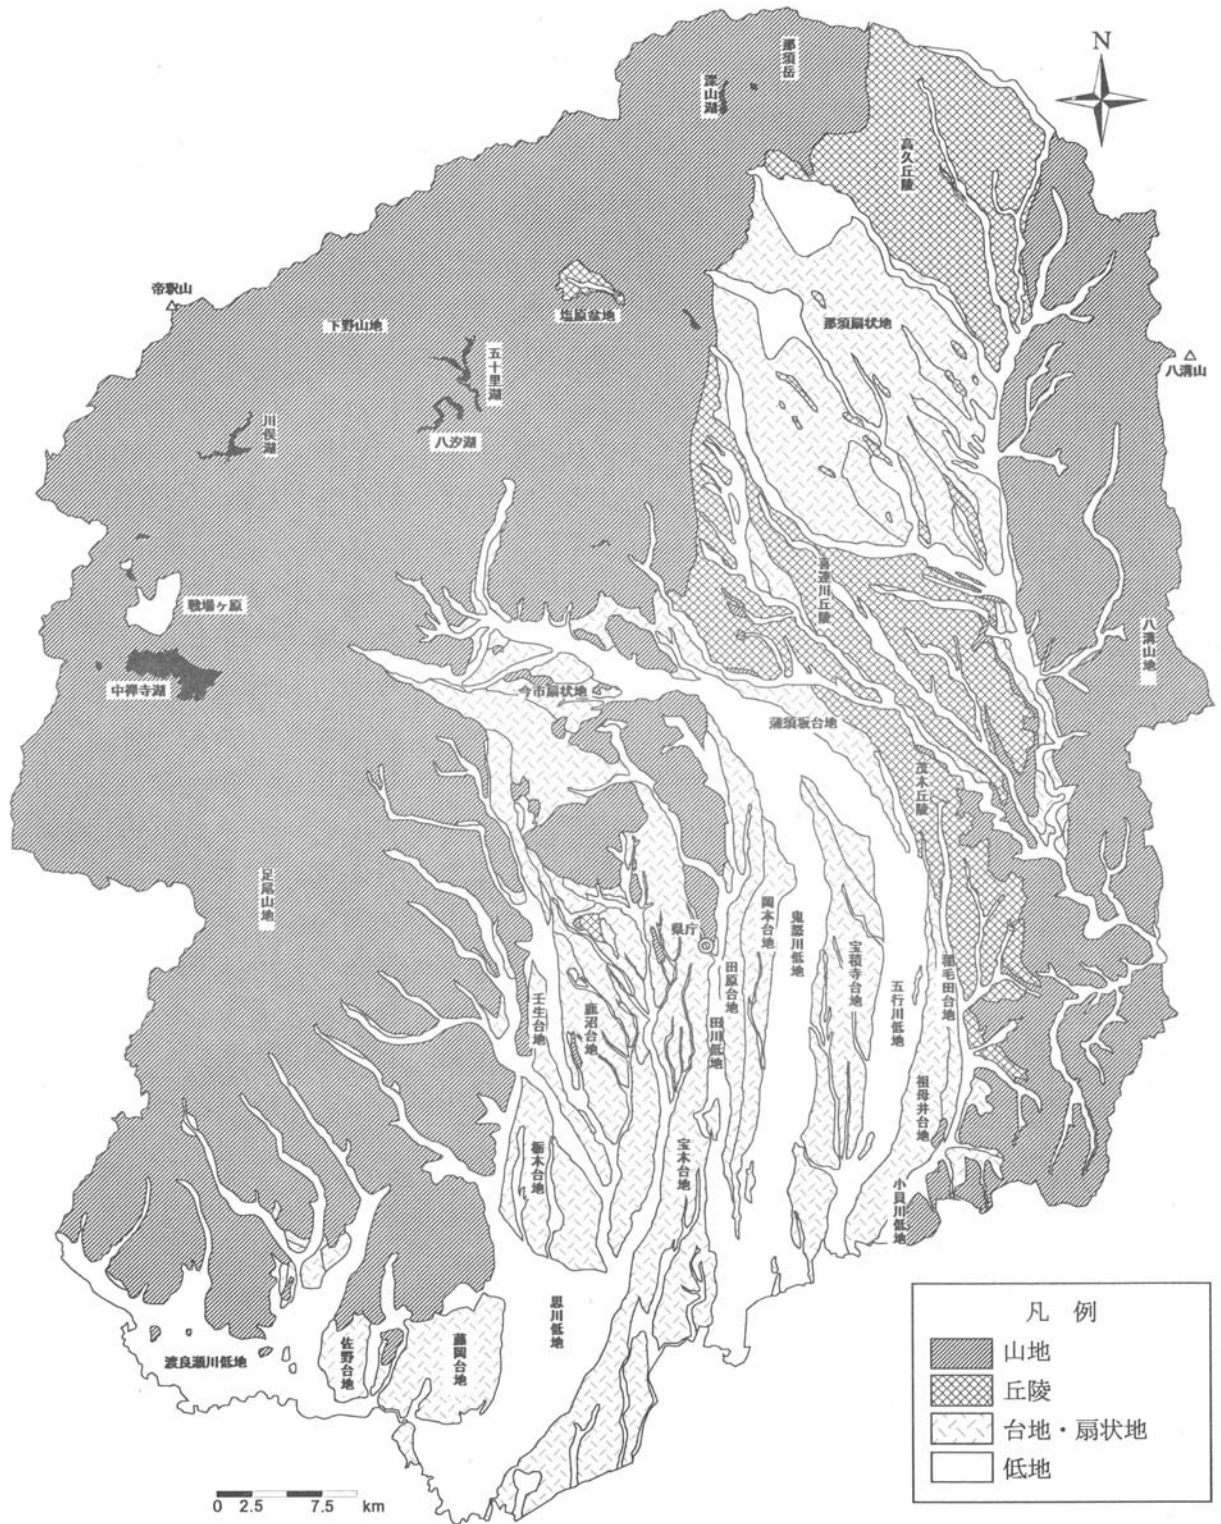 N
那須岳
深山湖
高久丘陵
帝釈山
下野山地
塩原盆地
那須扇状地
五十里湖
八溝山
川俣湖
八汐湖
喜連川丘陵
戦場ヶ原
八溝山地
中禅寺湖
今市扇状地
蒲須坂台地
茂木丘陵
足尾山地
岡本台地
鬼怒川低地
県庁
宝積寺台地
稲毛田台地
田原台地
五行川低地
壬生台地
鹿沼台地
田川低地
祖母井台地
栃木台地
宝木台地
小貝川低地
思川低地
佐野台地
藤岡台地
渡良瀬川低地
凡 例
山地
丘陵
台地・扇状地
低地
0 2.5 7.5 km